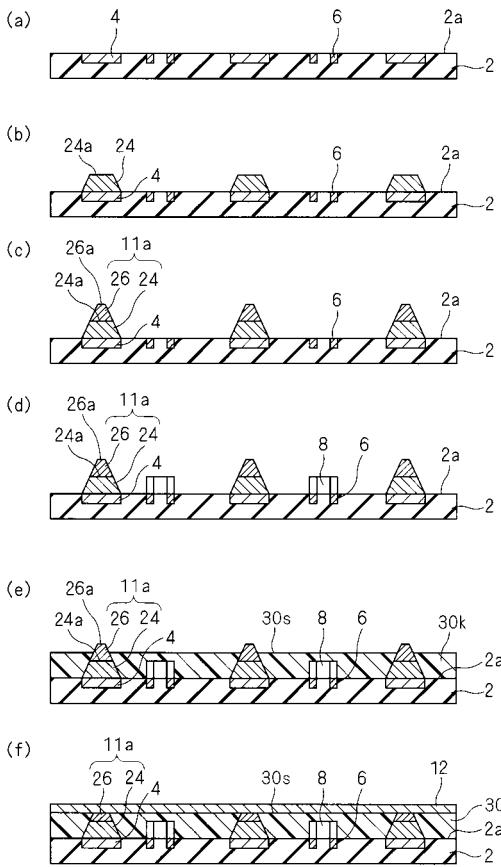 (a) 4 6 2a
2
(b) 24a 24 4 6 2a
2
(c) 26a 11a
24a 26 24 4 6 2a
2
(d) 26a 11a
24a 26 24 4 8 6 2a
2
(e) 26a 11a
24a 26 24 4 30s 8 6 30k
2a
2
(f) 11a 12
26 24 4 30s 8 6 30
2a
2